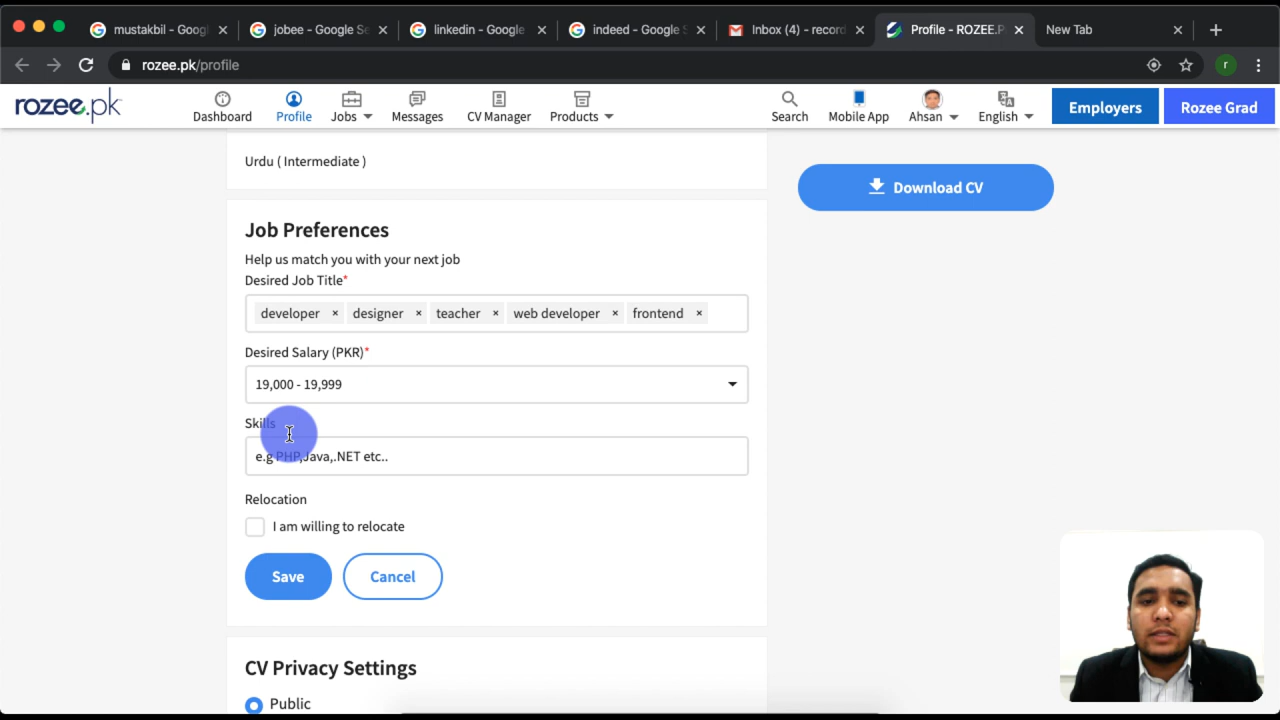 mustakbil - Googl
jobee - Google Se
linkedin - Google
indeed - Google S
Inbox (4) - record
Profile - ROZEE.P
New Tab
rozee.pk/profile
r
rozee.pk
Dashboard
Profile
Jobs
Messages
CV Manager
Products
Search
Mobile App
Ahsan
English
Employers
Rozee Grad
Urdu ( Intermediate )
Download CV
Job Preferences
Help us match you with your next job
Desired Job Title*
developer × designer × teacher × web developer × frontend ×
Desired Salary (PKR)*
19,000 - 19,999
Skills
e.g PHP,Java,.NET etc..
Relocation
I am willing to relocate
Save
Cancel
CV Privacy Settings
Public